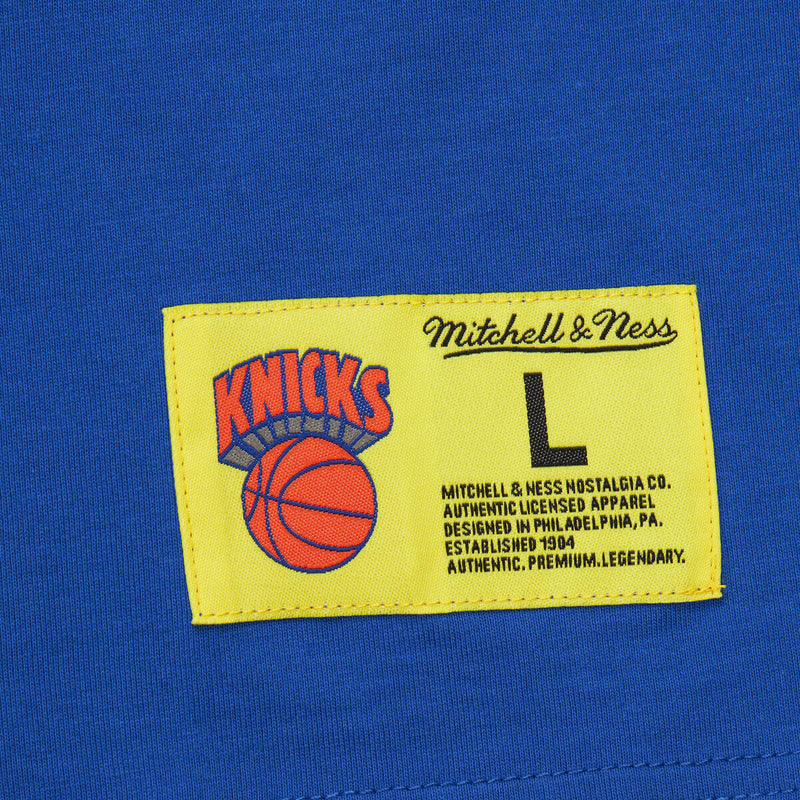 KNICKS
Mitchell & Ness
L
MITCHELL & NESS NOSTALGIA CO.
AUTHENTIC LICENSED APPAREL
DESIGNED IN PHILADELPHIA, PA.
ESTABLISHED 1904
AUTHENTIC. PREMIUM. LEGENDARY.